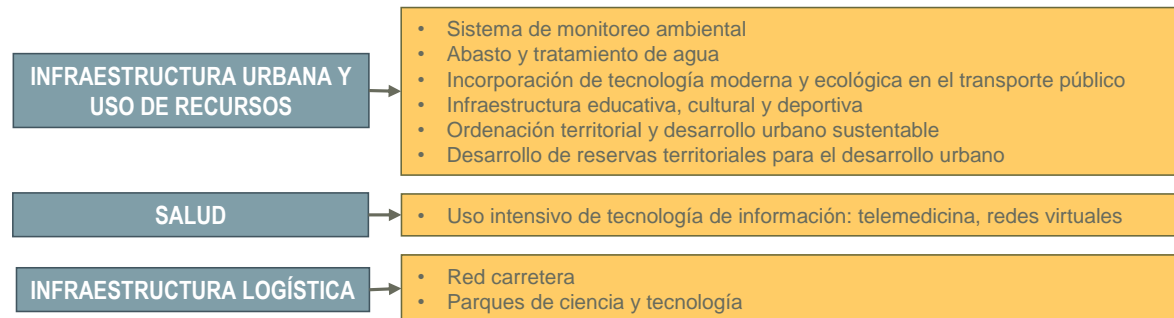 INFRAESTRUCTURA URBANA Y
USO DE RECURSOS
• Sistema de monitoreo ambiental
• Abasto y tratamiento de agua
• Incorporación de tecnología moderna y ecológica en el transporte público
• Infraestructura educativa, cultural y deportiva
• Ordenación territorial y desarrollo urbano sustentable
• Desarrollo de reservas territoriales para el desarrollo urbano
SALUD
• Uso intensivo de tecnología de información: telemedicina, redes virtuales
INFRAESTRUCTURA LOGÍSTICA
• Red carretera
• Parques de ciencia y tecnología